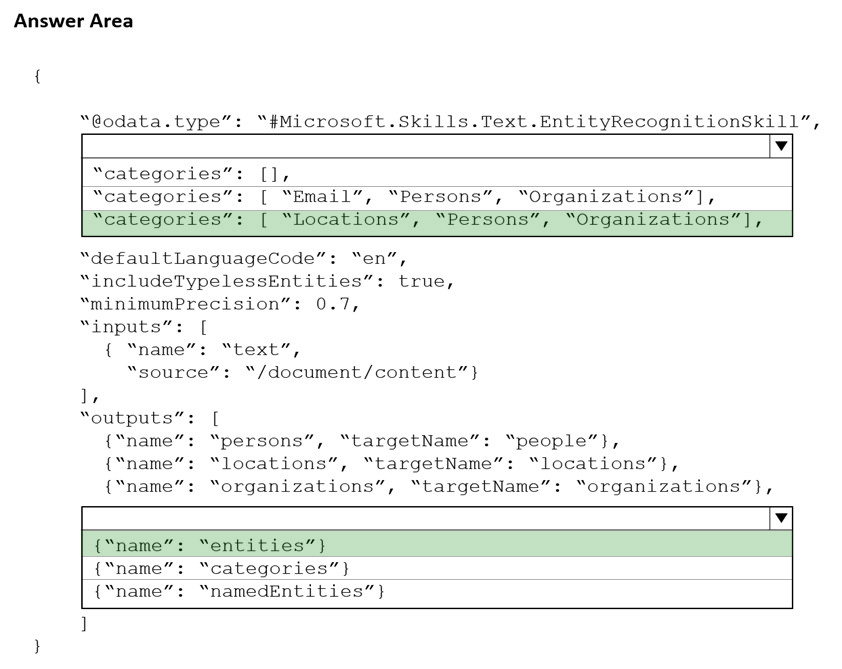 Answer Area
{
“@odata.type”: “#Microsoft.Skills.Text.EntityRecognitionSkill”,
“categories”: [],
“categories”: [ “Email”, “Persons”, “Organizations”],
“categories”: [ “Locations”, “Persons”, “Organizations”],
“defaultLanguageCode”: “en”,
“includeTypelessEntities”: true,
“minimumPrecision”: 0.7,
“inputs”: [
{ “name”: “text”,
“source”: “/document/content”}
],
“outputs”: [
{“name”: “persons”, “targetName”: “people”},
{“name”: “locations”, “targetName”: “locations”},
{“name”: “organizations”, “targetName”: “organizations”},
{“name”: “entities”}
{“name”: “categories”}
{“name”: “namedEntities”}
]
}